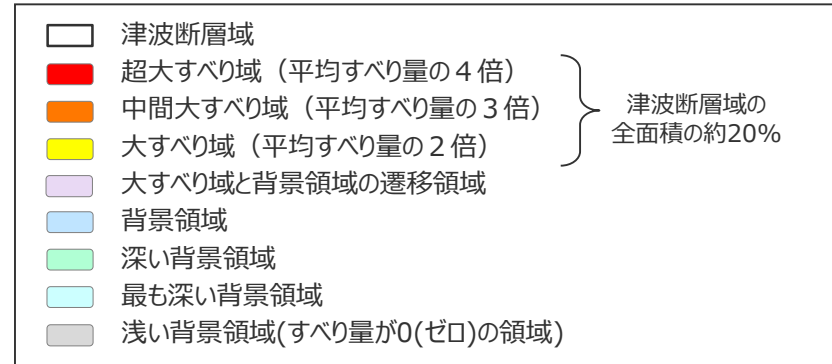 津波断層域
超大すべり域（平均すべり量の４倍）
中間大すべり域（平均すべり量の３倍）
大すべり域（平均すべり量の２倍）
津波断層域の
全面積の約20%
大すべり域と背景領域の遷移領域
背景領域
深い背景領域
最も深い背景領域
浅い背景領域(すべり量が0(ゼロ)の領域)